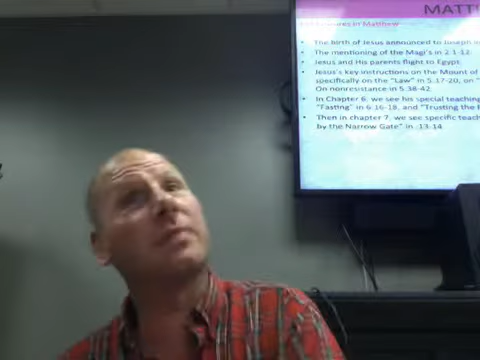 MATT
in Matthew
• The birth of Jesus announced to Joseph in
• The mentioning of the Magi's in 2:1-12
• Jesus and His parents flight to Egypt.
• Jesus's key instructions on the Mount of
specifically on the "Law" in 5:17-20, on "
On nonresistance in 5:38-42
• In Chapter 6, we see his special teaching
"Fasting" in 6:16-18, and "Trusting the
• Then in chapter 7, we see specific teach
by the Narrow Gate" in :13-14